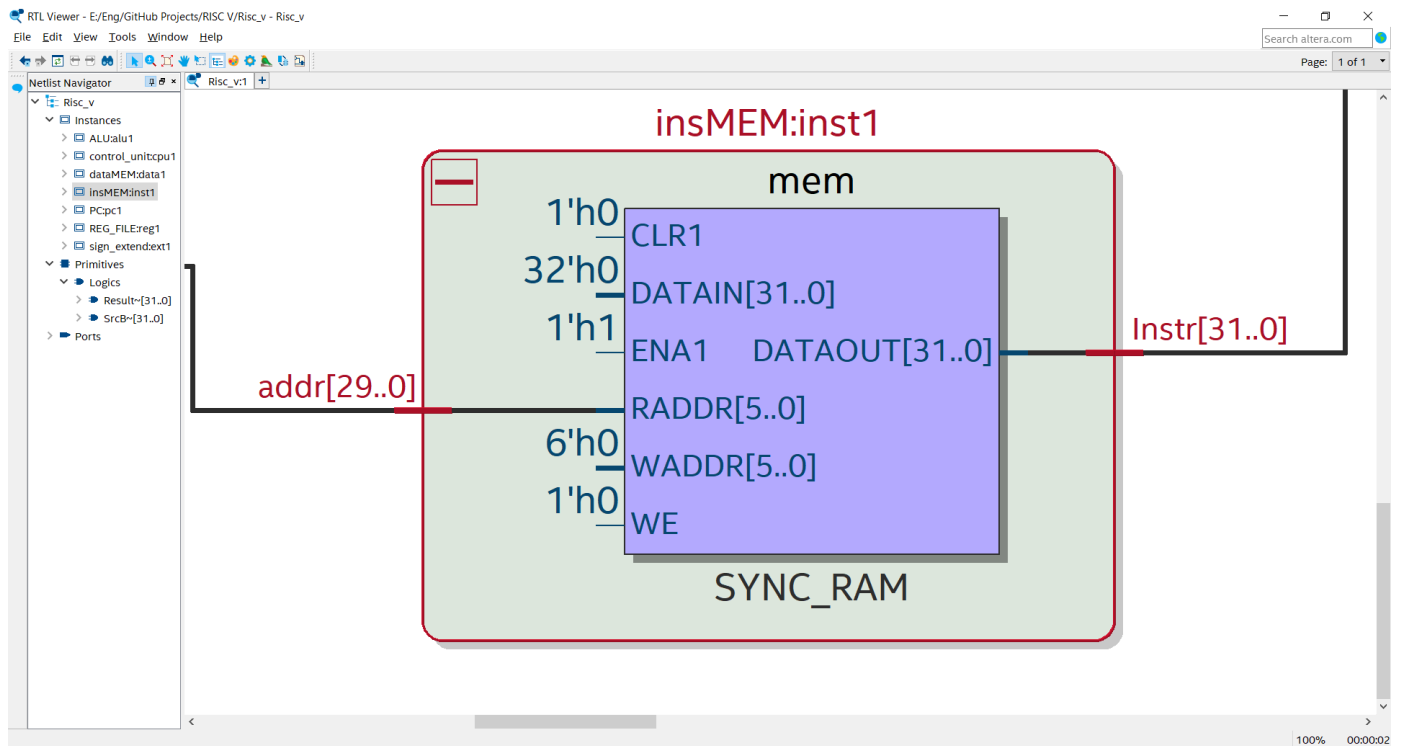 RTL Viewer - E:/Eng/GitHub Projects/RISC V/Risc_v - Risc_v
File Edit View Tools Window Help
Search altera.com
Page: 1 of 1
Netlist Navigator
Risc_v:1
Risc_v
Instances
ALU:alu1
control_unit:cpu1
dataMEM:data1
insMEM:inst1
PC:pc1
REG_FILE:reg1
sign_extend:ext1
Primitives
Logics
Result~[31..0]
SrcB~[31..0]
Ports
insMEM:inst1
mem
1'h0
CLR1
32'h0
DATAIN[31..0]
1'h1
ENA1 DATAOUT[31..0]
Instr[31..0]
addr[29..0]
RADDR[5..0]
6'h0
WADDR[5..0]
1'h0
WE
SYNC_RAM
100% 00:00:02